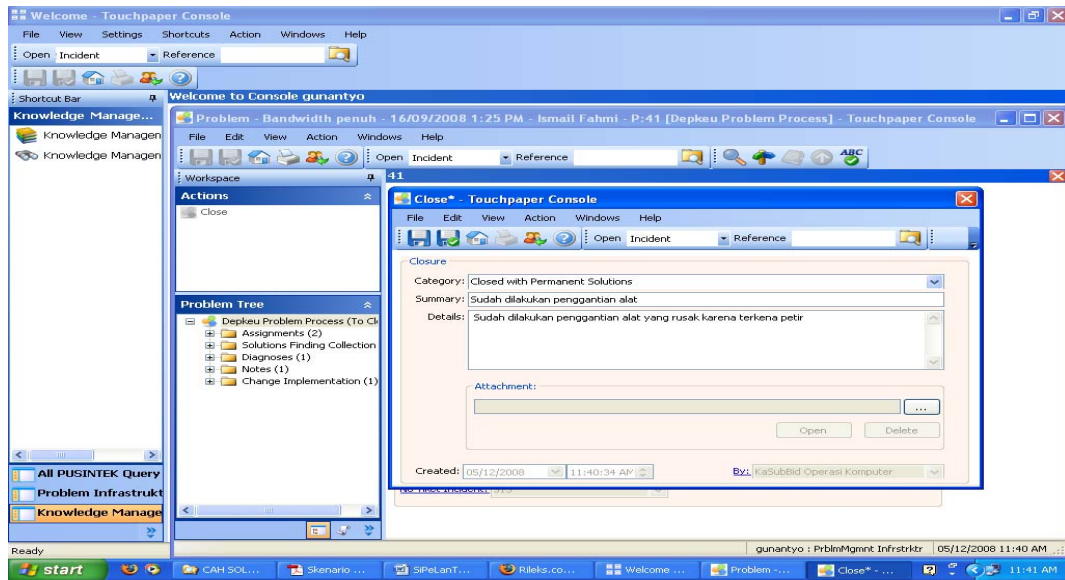 Welcome - Touchpaper Console
File View Settings Shortcuts Action Windows Help
Open Incident Reference
Shortcut Bar
Welcome to Console gunantyo
Knowledge Manage...
Knowledge Managen
Knowledge Managen
Problem - Bandwidth penuh - 16/09/2008 1:25 PM - Ismail Fahmi - P:41 [Depkeu Problem Process] - Touchpaper Console
File Edit View Action Windows Help
Open Incident Reference
ABC
Workspace
41
Actions
Close
Problem Tree
Depkeu Problem Process (To Cl
Assignments (2)
Solutions Finding Collection
Diagnoses (1)
Notes (1)
Change Implementation (1)
Close* - Touchpaper Console
File Edit View Action Windows Help
Open Incident Reference
Closure
Category: Closed with Permanent Solutions
Summary: Sudah dilakukan penggantian alat
Details: Sudah dilakukan penggantian alat yang rusak karena terkena petir
Attachment:
...
Open Delete
Created: 05/12/2008 11:40:34 AM By: KaSubBid Operasi Komputer
All PUSINTEK Query
Problem Infrastrukt
Knowledge Manage
Ready
gunantyo : PrblmMgmnt Infrstrktr 05/12/2008 11:40 AM
start CAH SOL... Skenario ... SiPeLanT... Rileks.co... Welcome ... Problem -... Close* - ... 11:41 AM